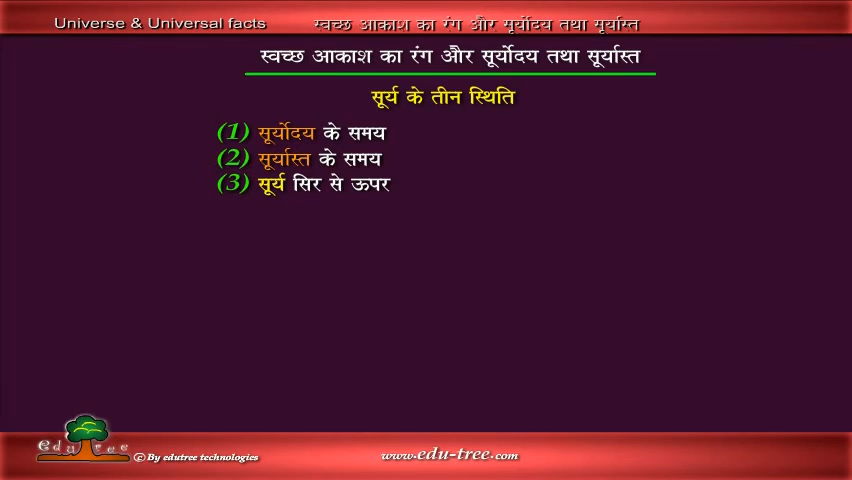 Universe & Universal facts स्वच्छ आकाश का रंग और सूर्योदय तथा सूर्यास्त
स्वच्छ आकाश का रंग और सूर्योदय तथा सूर्यास्त
सूर्य के तीन स्थिति
(1) सूर्योदय के समय
(2) सूर्यास्त के समय
(3) सूर्य सिर से ऊपर
edutree
© By edutree technologies
www.edu-tree.com